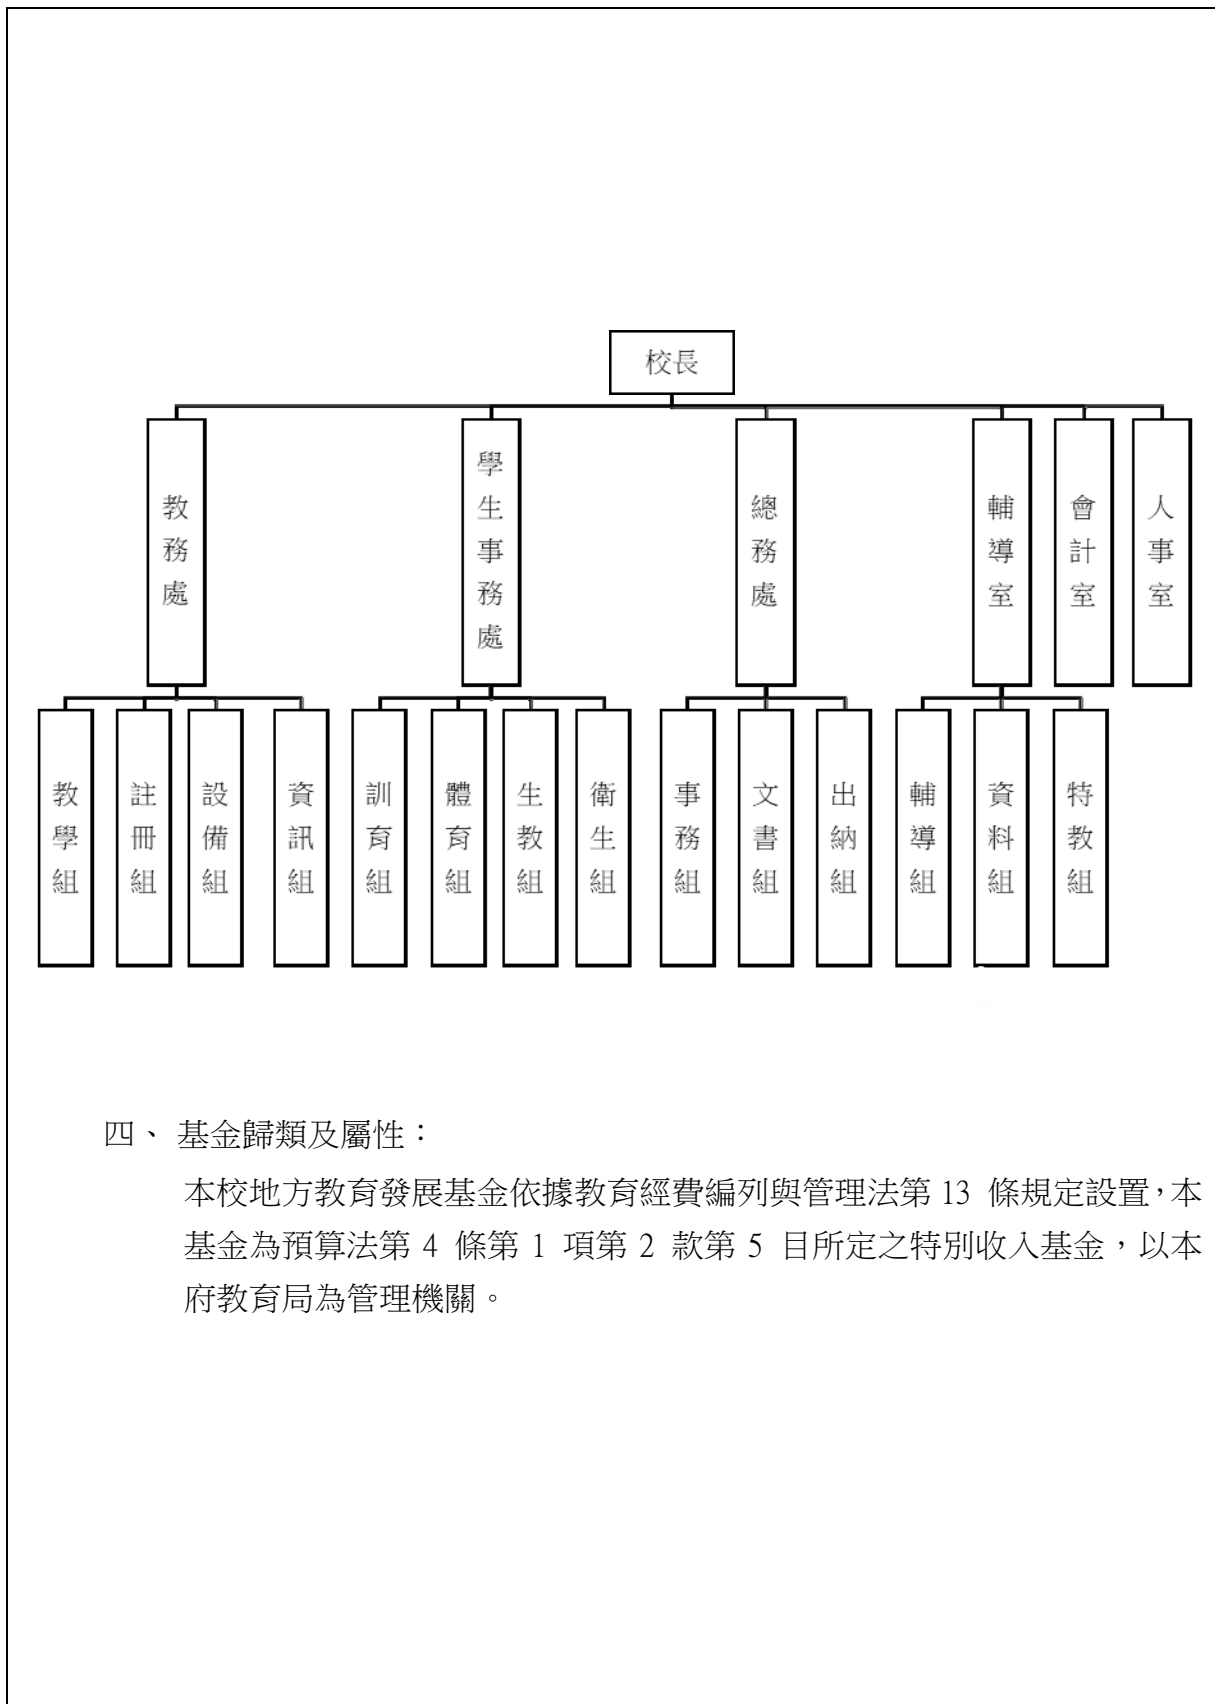 校長
教務處
學生事務處
總務處
輔導室
會計室
人事室
教學組
註冊組
設備組
資訊組
訓育組
體育組
生教組
衛生組
事務組
文書組
出納組
輔導組
資料組
特教組
四、 基金歸類及屬性：
本校地方教育發展基金依據教育經費編列與管理法第 13 條規定設置，本
基金為預算法第 4 條第 1 項第 2 款第 5 目所定之特別收入基金，以本
府教育局為管理機關。